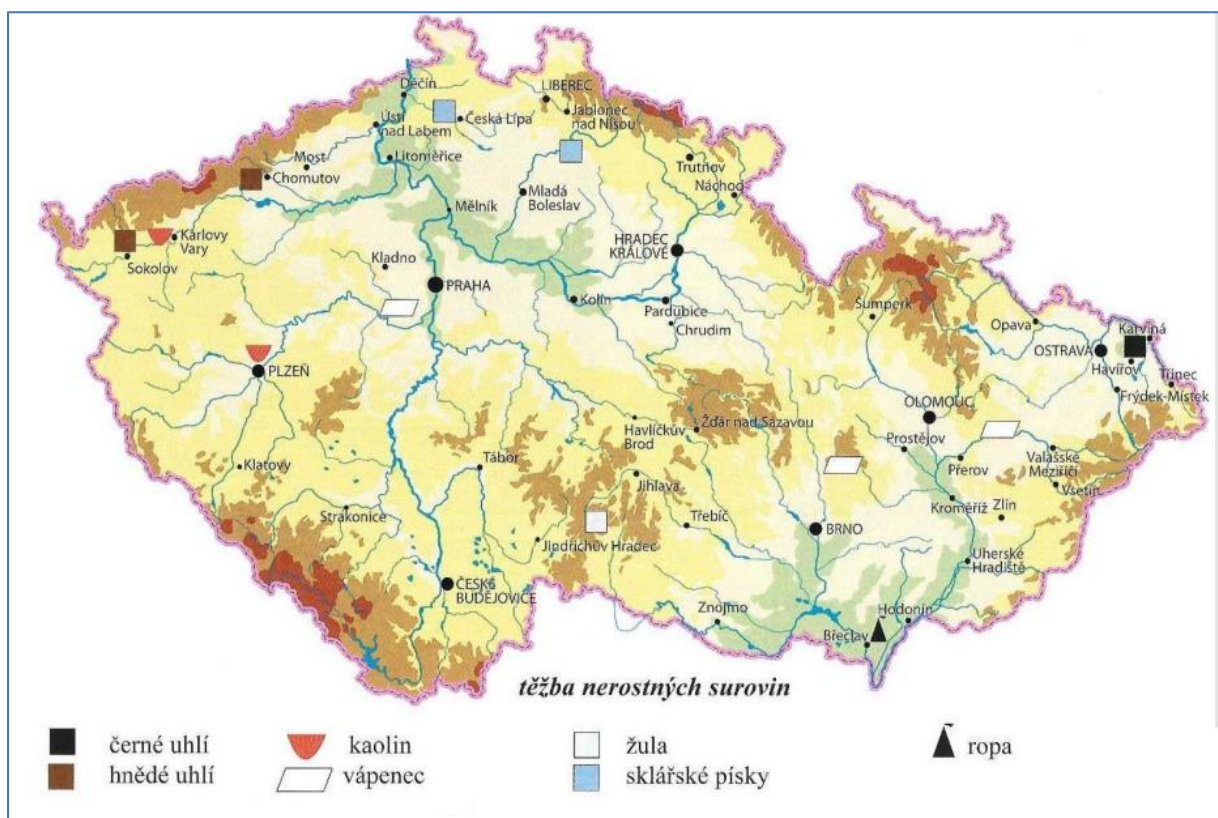 Děčín
LIBEREC
Jablonec
nad Nisou
Ústí
nad Labem
Česká Lípa
Most
Litoměřice
Trutnov
Chomutov
Náchod
Mladá
Boleslav
Mělník
Kárlovy
Vary
HRADEC
KRÁLOVÉ
Kladno
Sokolov
PRAHA
Kolín
Pardubice
Šumperk
Chrudim
Opava
Karviná
OSTRAVA
Havířov
PLZEŇ
Třinec
Frýdek-Místek
OLOMOUC
Havlíčkův
Brod
Žďár nad Sázavou
Prostějov
Přerov
Valašské
Meziříčí
Klatovy
Tábor
Jihlava
Vsetín
Kroměříž
Zlín
Strakonice
Třebíč
BRNO
Jindřichův Hradec
Uherské
Hradiště
ČESKÉ
BUDĚJOVICE
Znojmo
Hodonín
Břeclav
těžba nerostných surovin
černé uhlí
kaolin
žula
ropa
hnědé uhlí
vápenec
sklářské písky